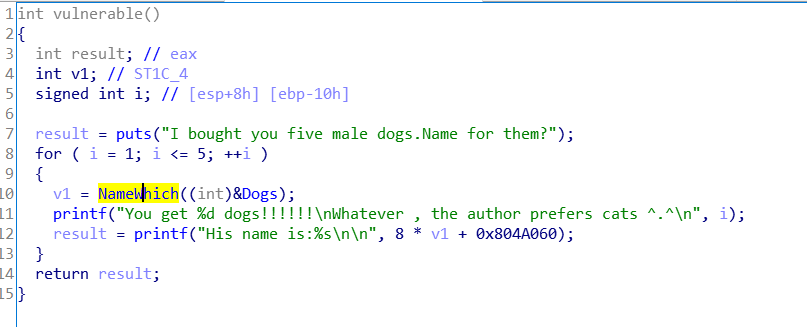 1 int vulnerable()
2 {
3 int result; // eax
4 int v1; // ST1C_4
5 signed int i; // [esp+8h] [ebp-10h]
6
7 result = puts("I bought you five male dogs.Name for them?");
8 for ( i = 1; i <= 5; ++i )
9 {
10 v1 = NameWhich((int)&Dogs);
11 printf("You get %d dogs!!!!!!\nWhatever , the author prefers cats ^.^\n", i);
12 result = printf("His name is:%s\n\n", 8 * v1 + 0x804A060);
13 }
14 return result;
15 }